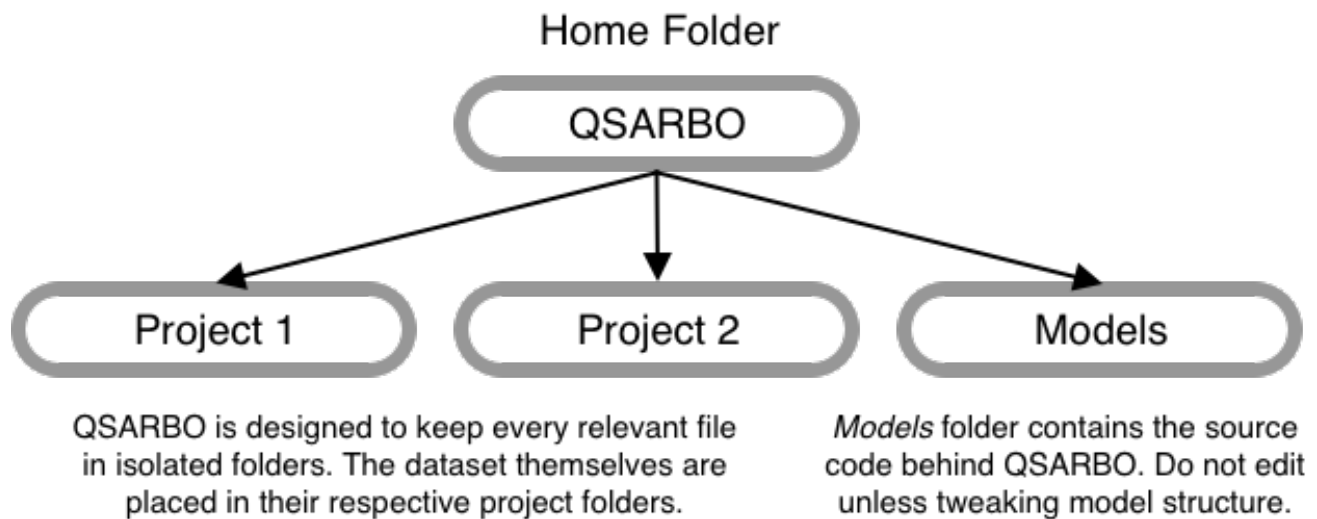 Home Folder
QSARBO
Project 1
Project 2
Models
QSARBO is designed to keep every relevant file
in isolated folders. The dataset themselves are
placed in their respective project folders.
Models folder contains the source
code behind QSARBO. Do not edit
unless tweaking model structure.